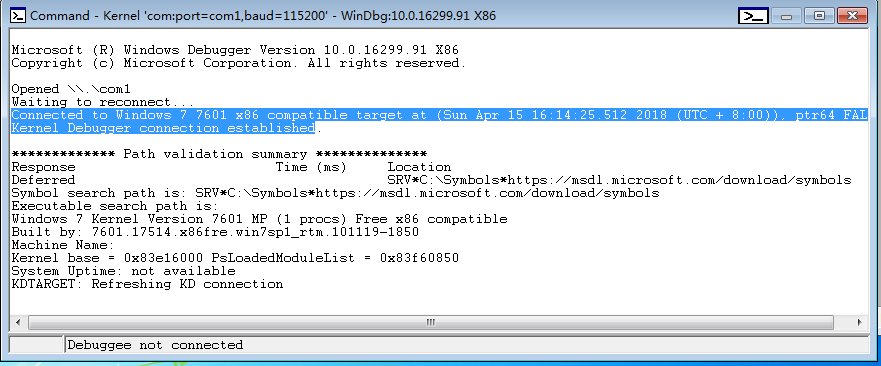 Command - Kernel 'com:port=com1,baud=115200' - WinDbg:10.0.16299.91 X86
Microsoft (R) Windows Debugger Version 10.0.16299.91 X86
Copyright (c) Microsoft Corporation. All rights reserved.
Opened \\.\com1
Waiting to reconnect...
Connected to Windows 7 7601 x86 compatible target at (Sun Apr 15 16:14:25.512 2018 (UTC + 8:00)), ptr64 FAL
Kernel Debugger connection established.
************* Path validation summary **************
Response                         Time (ms)     Location
Deferred                                       SRV*C:\Symbols*https://msdl.microsoft.com/download/symbols
Symbol search path is: SRV*C:\Symbols*https://msdl.microsoft.com/download/symbols
Executable search path is:
Windows 7 Kernel Version 7601 MP (1 procs) Free x86 compatible
Built by: 7601.17514.x86fre.win7sp1_rtm.101119-1850
Machine Name:
Kernel base = 0x83e16000 PsLoadedModuleList = 0x83f60850
System Uptime: not available
KDTARGET: Refreshing KD connection
Debuggee not connected